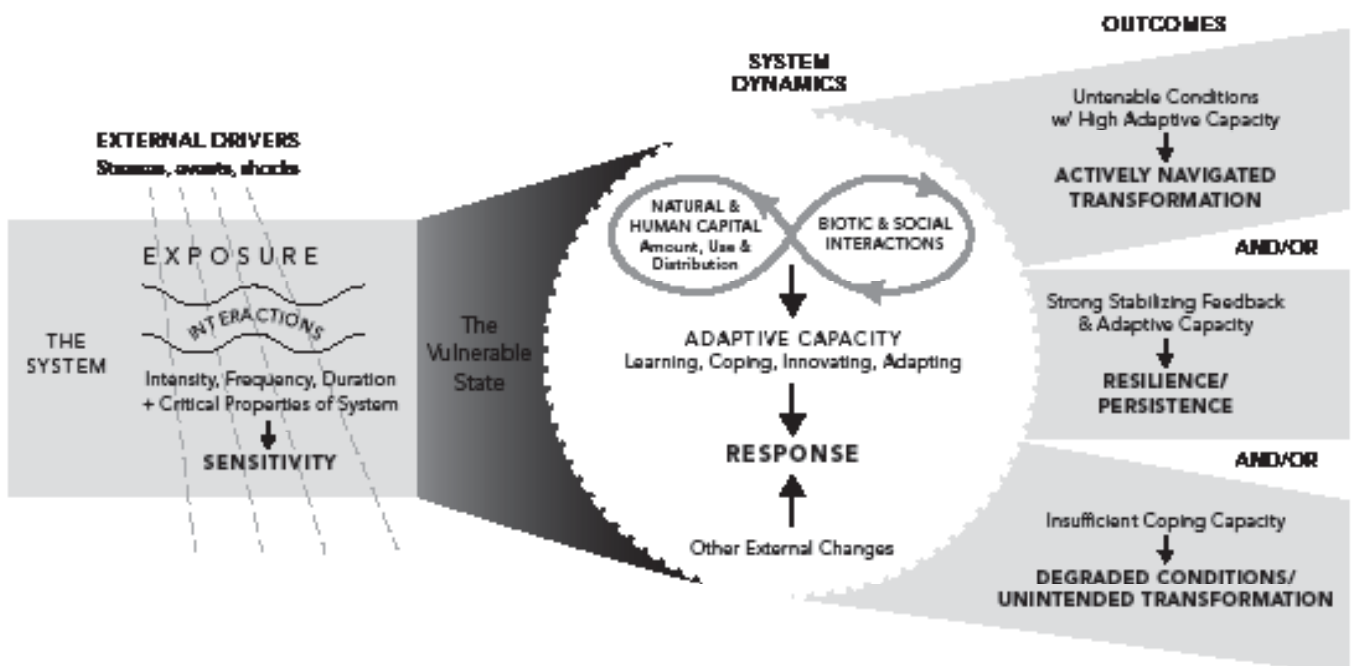 EXTERNAL DRIVERS
Stresses, events, shocks
THE
SYSTEM
EXPOSURE
INTERACTIONS
Intensity, Frequency, Duration
+ Critical Properties of System
SENSITIVITY
The
Vulnerable
State
SYSTEM
DYNAMICS
NATURAL &
HUMAN CAPITAL
Amount, Use &
Distribution
BIOTIC & SOCIAL
INTERACTIONS
ADAPTIVE CAPACITY
Learning, Coping, Innovating, Adapting
RESPONSE
Other External Changes
OUTCOMES
Untenable Conditions
w/ High Adaptive Capacity
ACTIVELY NAVIGATED
TRANSFORMATION
AND/OR
Strong Stabilizing Feedback
& Adaptive Capacity
RESILIENCE/
PERSISTENCE
AND/OR
Insufficient Coping Capacity
DEGRADED CONDITIONS/
UNINTENDED TRANSFORMATION